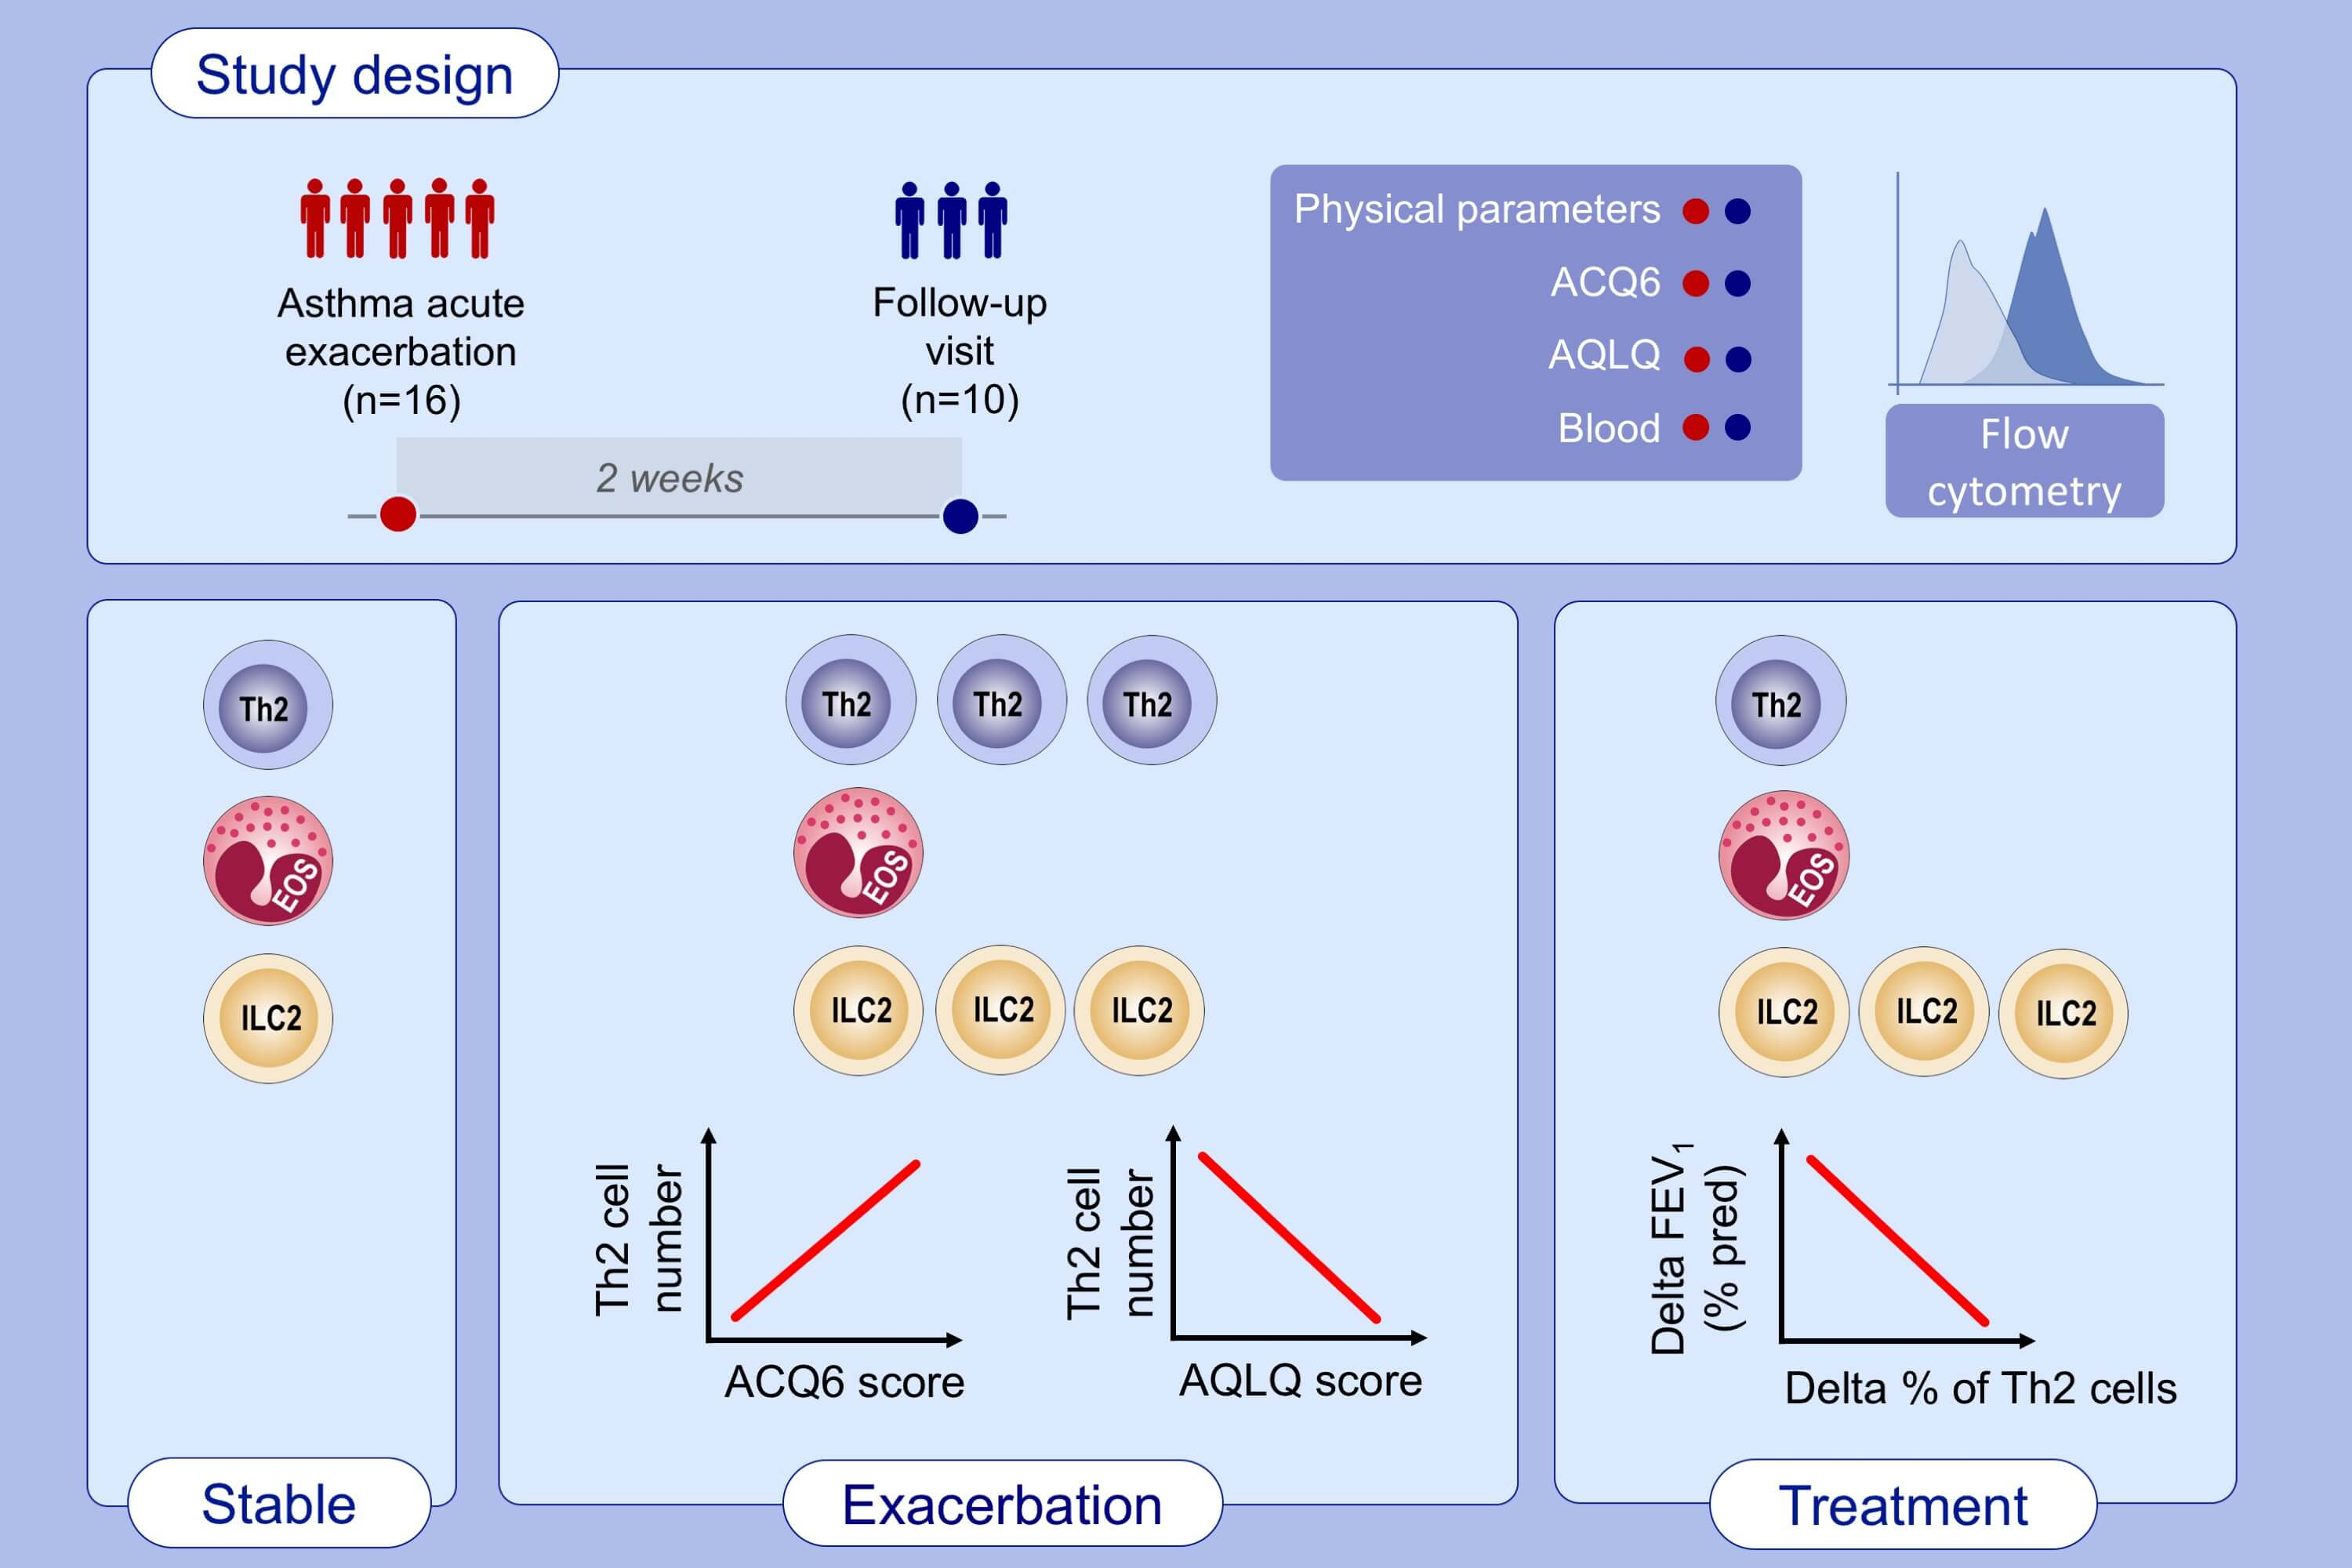 Study design
Asthma acute
exacerbation
(n=16)
Follow-up
visit
(n=10)
2 weeks
Physical parameters
ACQ6
AQLQ
Blood
Flow
cytometry
Th2
EOS
ILC2
Stable
Th2 Th2 Th2
EOS
ILC2 ILC2 ILC2
Th2 cell
number
ACQ6 score
Th2 cell
number
AQLQ score
Exacerbation
Th2
EOS
ILC2 ILC2 ILC2
Delta FEV₁
(% pred)
Delta % of Th2 cells
Treatment